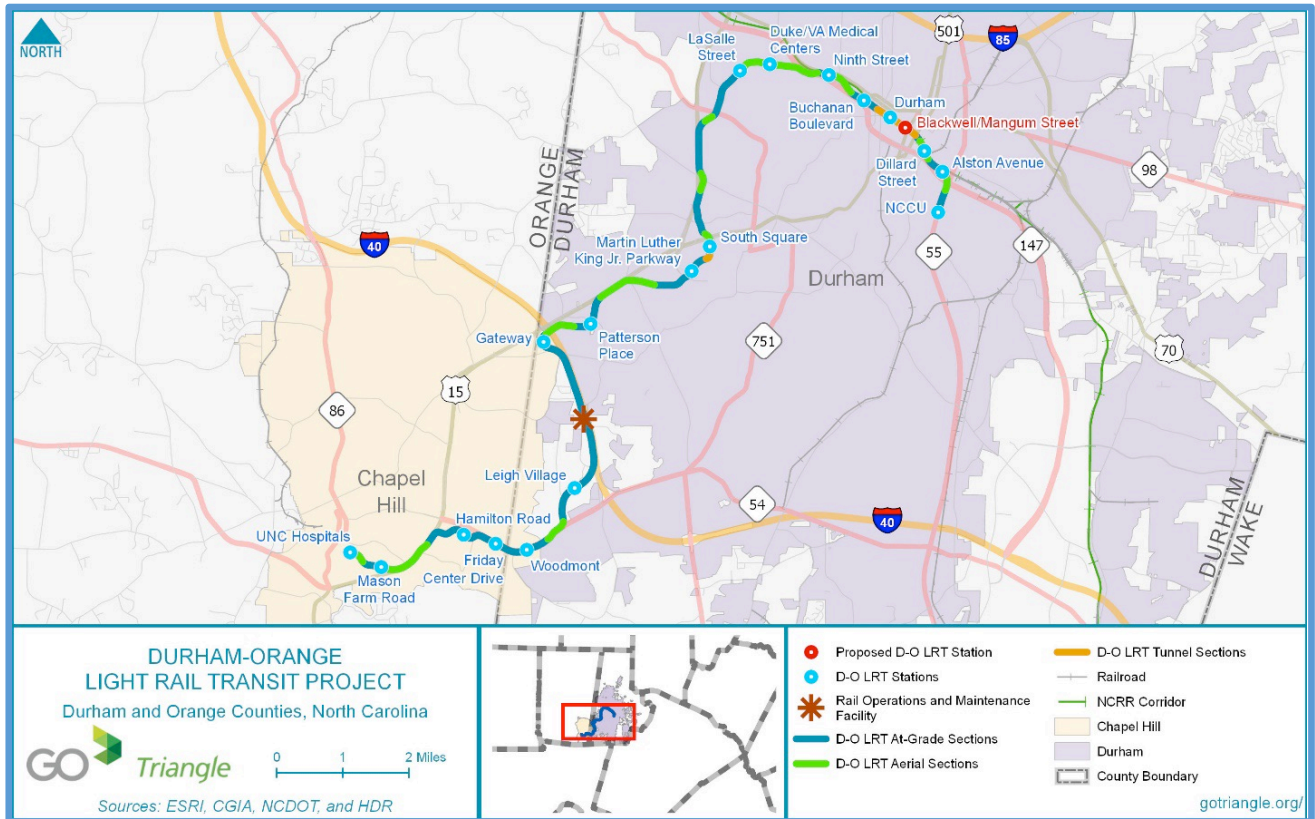 NORTH
LaSalle
Street
Duke/VA Medical
Centers
Ninth Street
501
85
Buchanan
Boulevard
Durham
Blackwell/Mangum Street
Dillard
Street
Alston Avenue
98
NCCU
ORANGE
DURHAM
40
Martin Luther
King Jr. Parkway
South Square
Durham
55
147
Gateway
Patterson
Place
751
70
15
86
Chapel
Hill
Leigh Village
54
40
DURHAM
WAKE
UNC Hospitals
Hamilton Road
Mason
Farm Road
Friday
Center Drive
Woodmont
DURHAM-ORANGE
LIGHT RAIL TRANSIT PROJECT
Durham and Orange Counties, North Carolina
GO Triangle
0 1 2 Miles
Sources: ESRI, CGIA, NCDOT, and HDR
Proposed D-O LRT Station
D-O LRT Stations
Rail Operations and Maintenance
Facility
D-O LRT At-Grade Sections
D-O LRT Aerial Sections
D-O LRT Tunnel Sections
Railroad
NCRR Corridor
Chapel Hill
Durham
County Boundary
gotriangle.org/